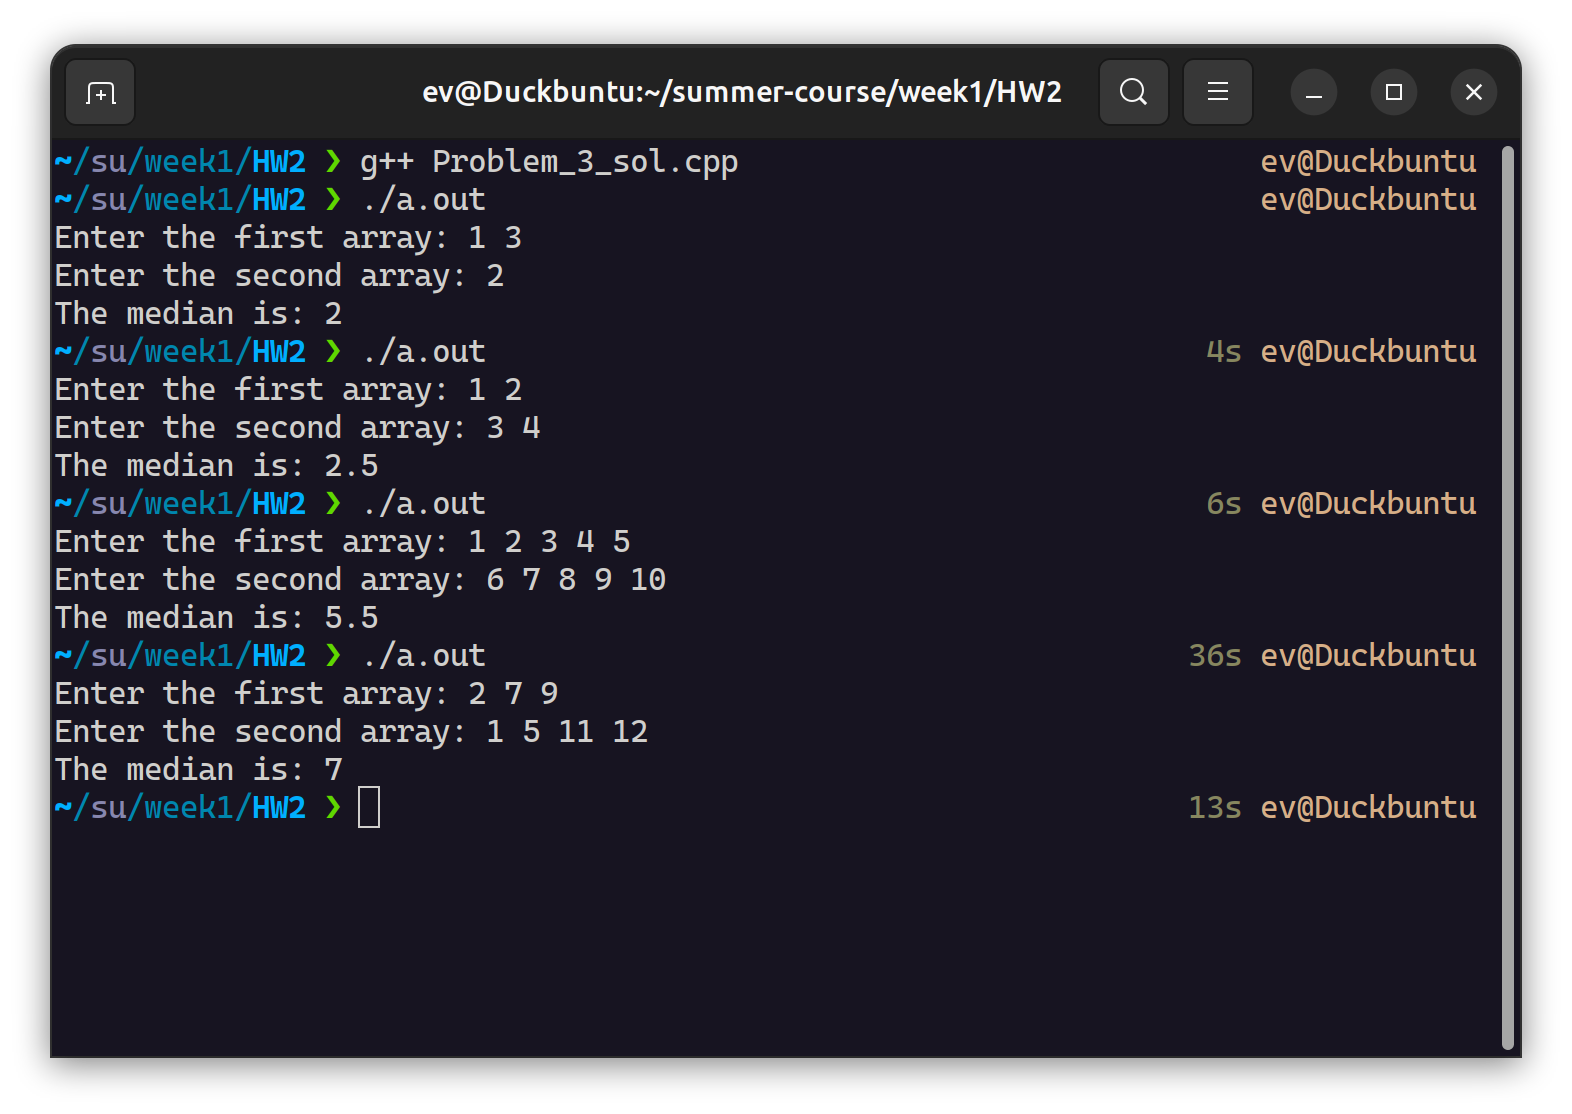 ev@Duckbuntu:~/summer-course/week1/HW2
~/su/week1/HW2 ❯ g++ Problem_3_sol.cpp ev@Duckbuntu
~/su/week1/HW2 ❯ ./a.out ev@Duckbuntu
Enter the first array: 1 3
Enter the second array: 2
The median is: 2
~/su/week1/HW2 ❯ ./a.out 4s ev@Duckbuntu
Enter the first array: 1 2
Enter the second array: 3 4
The median is: 2.5
~/su/week1/HW2 ❯ ./a.out 6s ev@Duckbuntu
Enter the first array: 1 2 3 4 5
Enter the second array: 6 7 8 9 10
The median is: 5.5
~/su/week1/HW2 ❯ ./a.out 36s ev@Duckbuntu
Enter the first array: 2 7 9
Enter the second array: 1 5 11 12
The median is: 7
~/su/week1/HW2 ❯ 13s ev@Duckbuntu